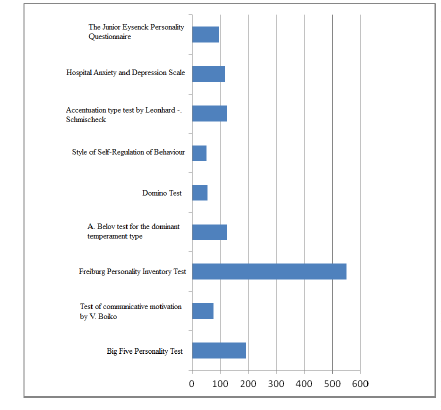 The Junior Eysenck Personality
Questionnaire
Hospital Anxiety and Depression Scale
Accentuation type test by Leonhard -.
Schmischeck
Style of Self-Regulation of Behaviour
Domino Test
A. Belov test for the dominant
temperament type
Freiburg Personality Inventory Test
Test of communicative motivation
by V. Boiko
Big Five Personality Test
0 100 200 300 400 500 600